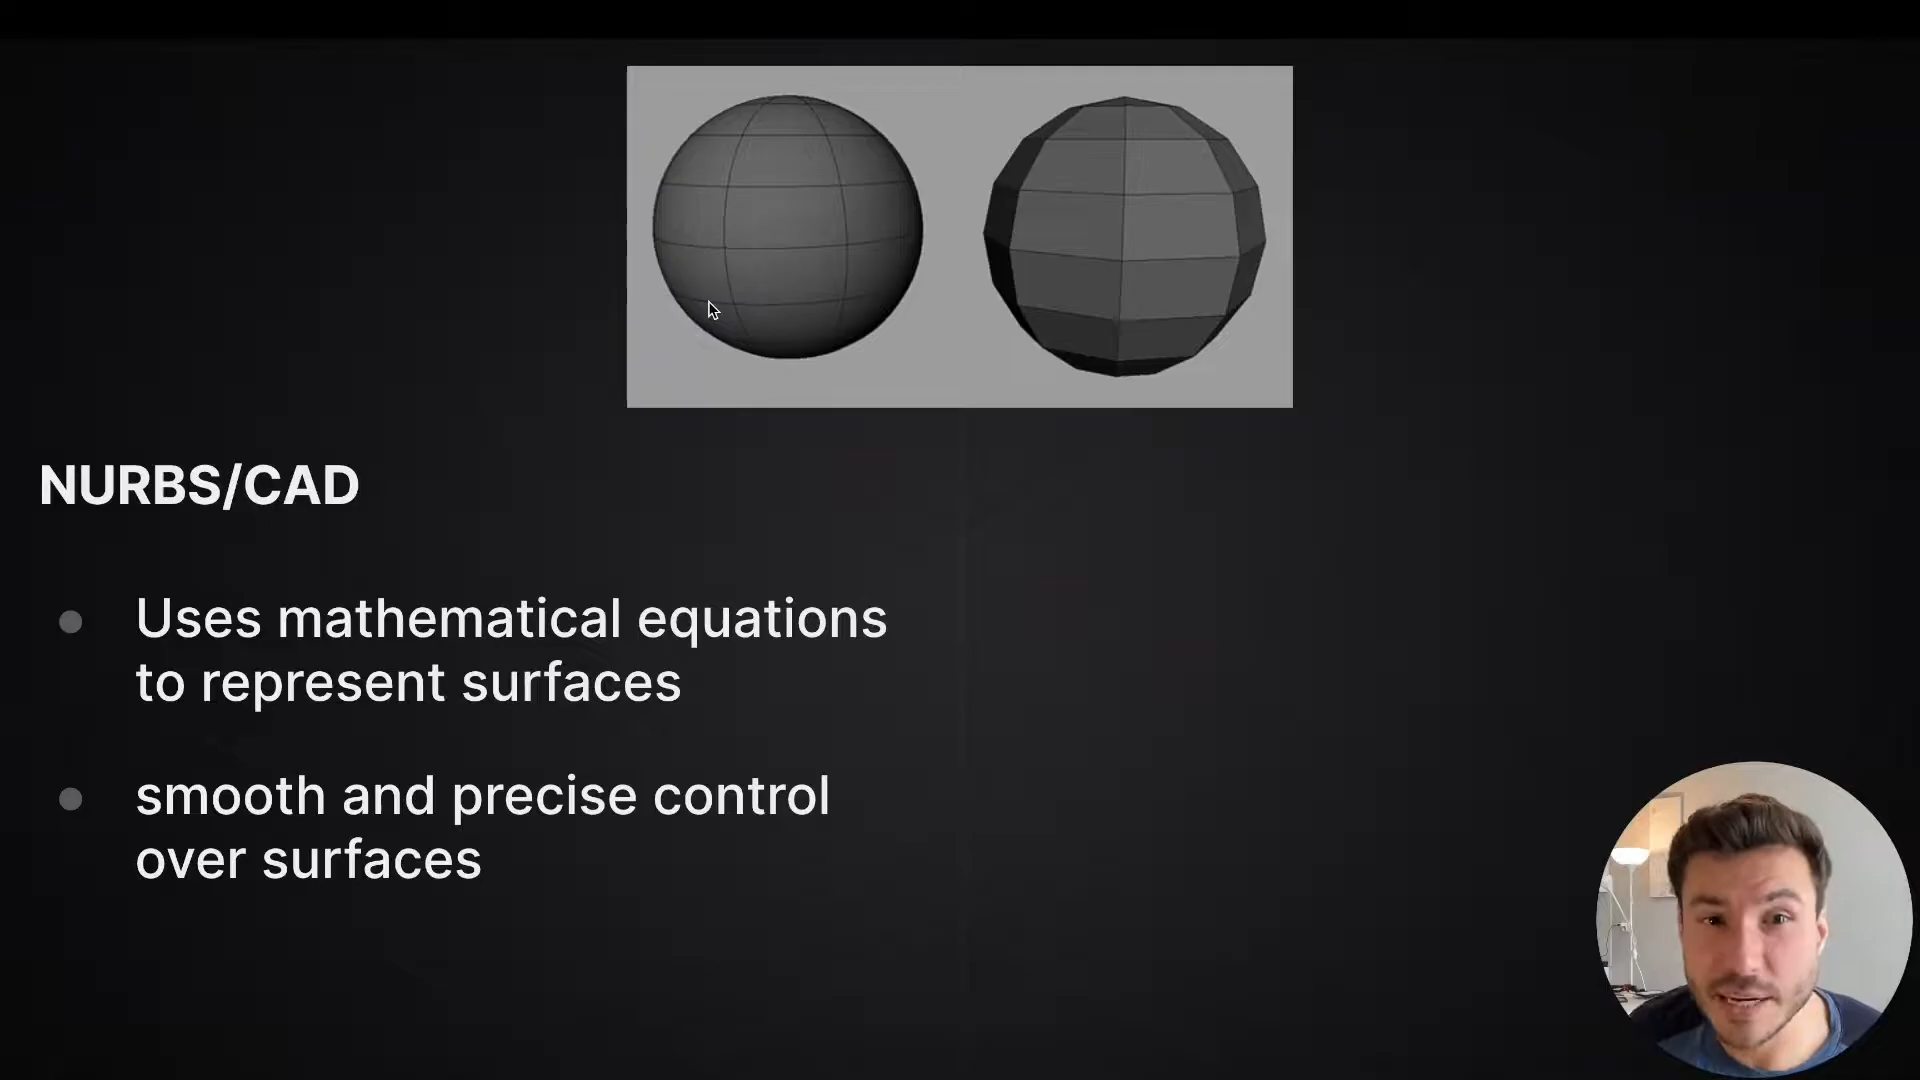 NURBS/CAD
Uses mathematical equations
to represent surfaces
smooth and precise control
over surfaces